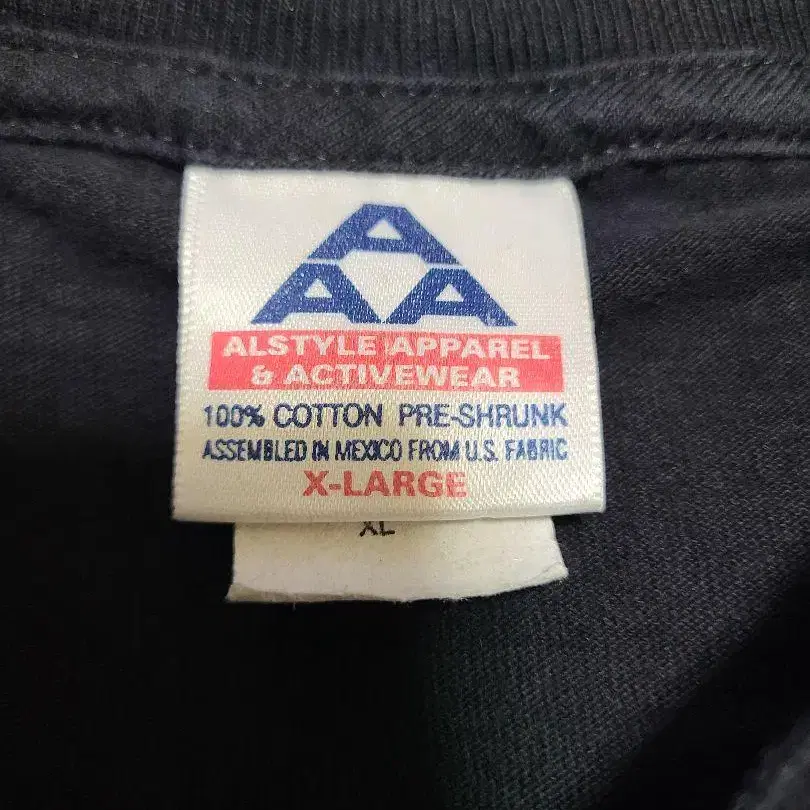 A
A A
ALSTYLE APPAREL
& ACTIVEWEAR
100% COTTON PRE-SHRUNK
ASSEMBLED IN MEXICO FROM U.S. FABRIC
X-LARGE
XL